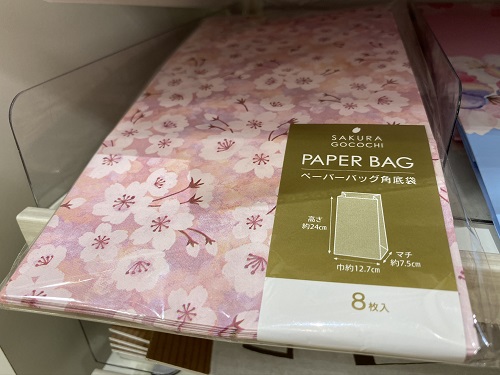 SAKURA
GOCOCHI
PAPER BAG
ペーパーバッグ角底袋
高さ
約24cm
マチ
約7.5cm
巾約12.7cm
8枚入